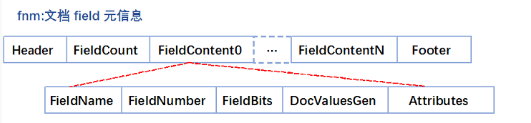 fnm:文档 field 元信息
Header FieldCount FieldContent0 ... FieldContentN Footer
FieldName FieldNumber FieldBits DocValuesGen Attributes